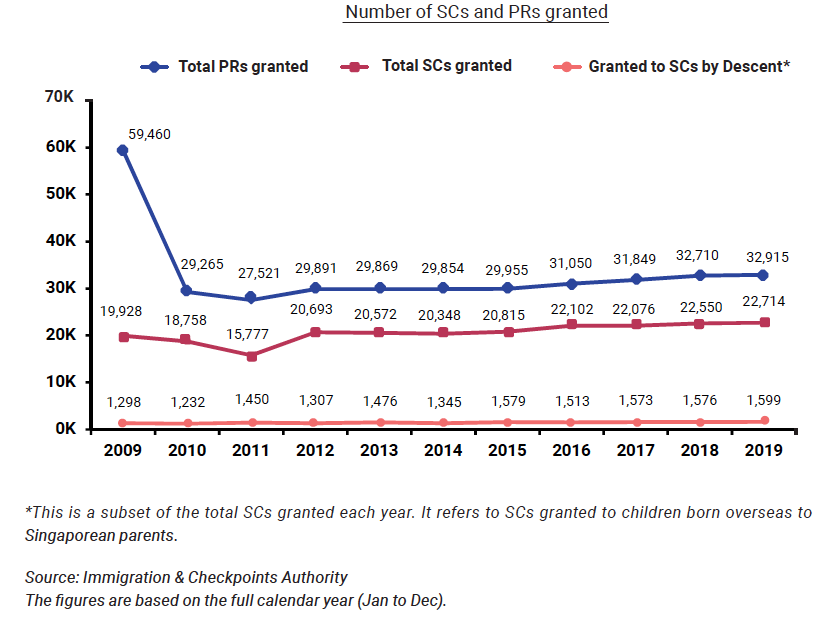 Number of SCs and PRs granted
Total PRs granted
Total SCs granted
Granted to SCs by Descent*
70K
60K
50K
40K
30K
20K
10K
0K
59,460
29,265
27,521
29,891
29,869
29,854
29,955
31,050
31,849
32,710
32,915
19,928
18,758
15,777
20,693
20,572
20,348
20,815
22,102
22,076
22,550
22,714
1,298
1,232
1,450
1,307
1,476
1,345
1,579
1,513
1,573
1,576
1,599
2009 2010 2011 2012 2013 2014 2015 2016 2017 2018 2019
*This is a subset of the total SCs granted each year. It refers to SCs granted to children born overseas to
Singaporean parents.
Source: Immigration & Checkpoints Authority
The figures are based on the full calendar year (Jan to Dec).